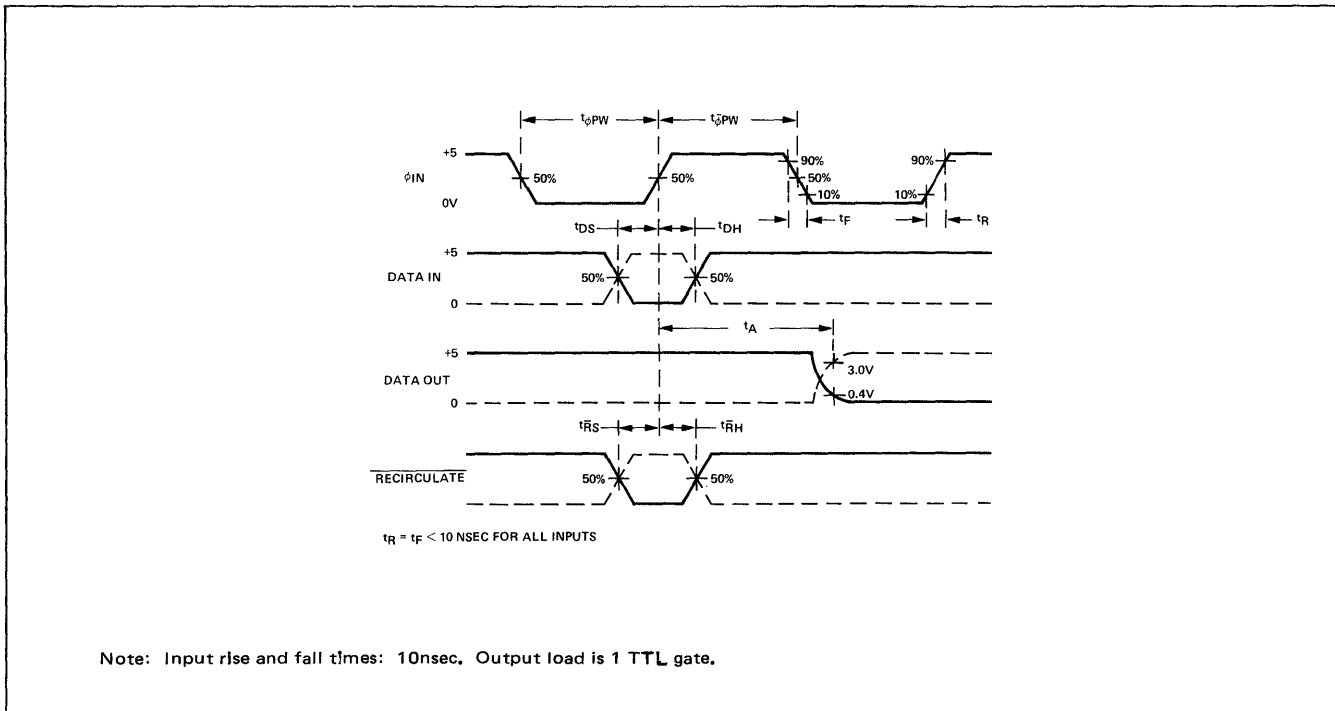 tϕPW tϕ̄PW
+5
90% 90%
ϕIN 50% 50% 50%
10% 10%
0V
tF tR
tDS tDH
+5
DATA IN 50% 50%
0
tA
+5
3.0V
DATA OUT
0.4V
0
tR̄S tR̄H
RECIRCULATE 50% 50%
tR = tF < 10 NSEC FOR ALL INPUTS
Note: Input rise and fall times: 10nsec. Output load is 1 TTL gate.